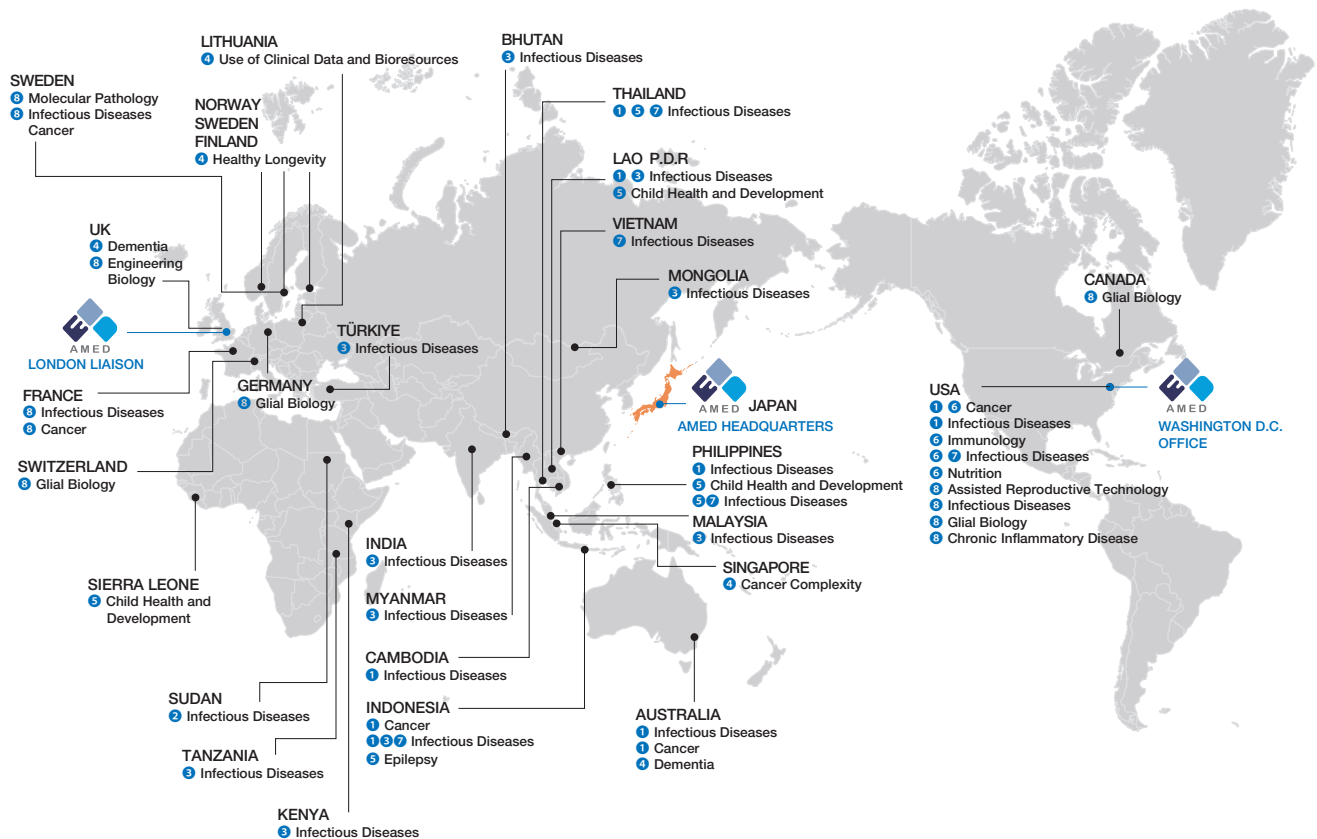 LITHUANIA
4 Use of Clinical Data and Bioresources
BHUTAN
3 Infectious Diseases
SWEDEN
8 Molecular Pathology
8 Infectious Diseases
Cancer
NORWAY
SWEDEN
FINLAND
4 Healthy Longevity
THAILAND
1 5 7 Infectious Diseases
LAO P.D.R
1 3 Infectious Diseases
5 Child Health and Development
VIETNAM
7 Infectious Diseases
UK
4 Dementia
8 Engineering
Biology
MONGOLIA
3 Infectious Diseases
CANADA
8 Glial Biology
AMED
LONDON LIAISON
TÜRKIYE
3 Infectious Diseases
FRANCE
8 Infectious Diseases
8 Cancer
GERMANY
8 Glial Biology
AMED
JAPAN
AMED HEADQUARTERS
USA
1 6 Cancer
1 Infectious Diseases
6 Immunology
6 7 Infectious Diseases
6 Nutrition
8 Assisted Reproductive Technology
8 Infectious Diseases
8 Glial Biology
8 Chronic Inflammatory Disease
AMED
WASHINGTON D.C.
OFFICE
SWITZERLAND
8 Glial Biology
PHILIPPINES
1 Infectious Diseases
5 Child Health and Development
5 7 Infectious Diseases
MALAYSIA
3 Infectious Diseases
SINGAPORE
4 Cancer Complexity
INDIA
3 Infectious Diseases
SIERRA LEONE
5 Child Health and
Development
MYANMAR
3 Infectious Diseases
CAMBODIA
1 Infectious Diseases
SUDAN
2 Infectious Diseases
INDONESIA
1 Cancer
1 3 7 Infectious Diseases
5 Epilepsy
AUSTRALIA
1 Infectious Diseases
1 Cancer
4 Dementia
TANZANIA
3 Infectious Diseases
KENYA
3 Infectious Diseases